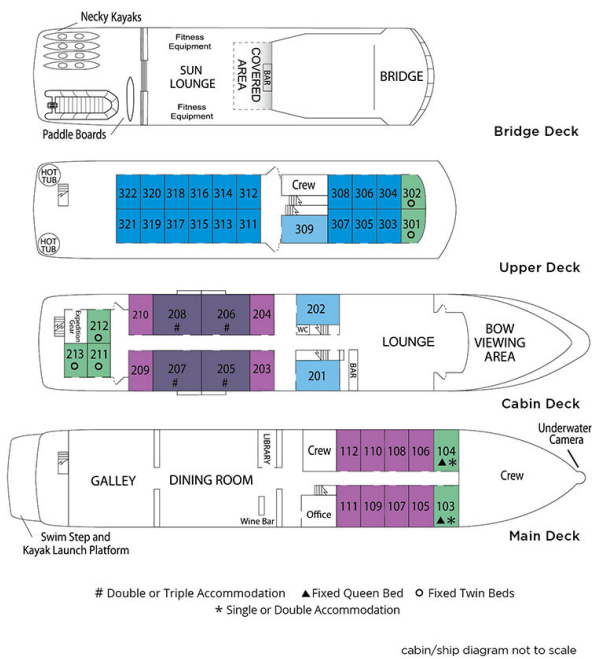 Necky Kayaks
Fitness
Equipment
SUN
LOUNGE
COVERED
AREA
BAR
BRIDGE
Fitness
Equipment
Paddle Boards
Bridge Deck
HOT
TUB
322 320 318 316 314 312
Crew
308 306 304 302
321 319 317 315 313 311
309
307 305 303 301
HOT
TUB
Upper Deck
Expedition
Gear
212
213 211
210 208 206 204
# #
209 207 205 203
# #
202
WC
201
BAR
LOUNGE
BOW
VIEWING
AREA
Cabin Deck
Underwater
Camera
GALLEY
DINING ROOM
LIBRARY
Wine Bar
Crew
Office
112 110 108 106 104
▲*
111 109 107 105 103
▲*
Crew
Swim Step and
Kayak Launch Platform
Main Deck
# Double or Triple Accommodation ▲ Fixed Queen Bed O Fixed Twin Beds
* Single or Double Accommodation
cabin/ship diagram not to scale